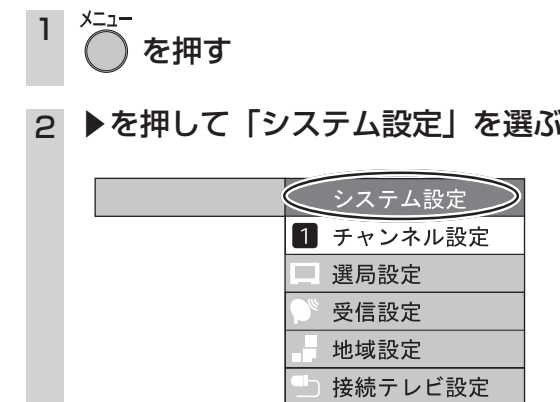 1 メニュー
を押す
2 ▶を押して「システム設定」を選ぶ
システム設定
1 チャンネル設定
選局設定
受信設定
地域設定
接続テレビ設定